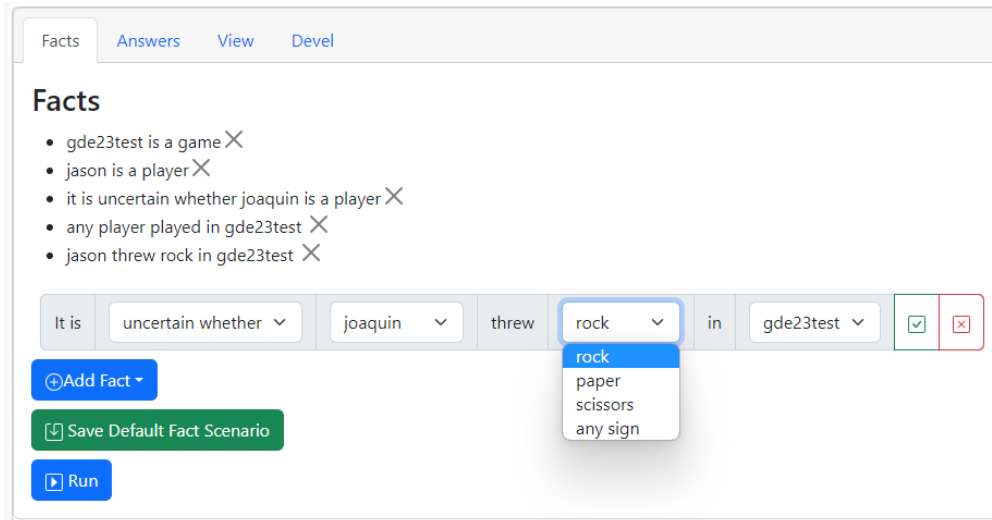 Facts Answers View Devel
Facts
gde23test is a game
jason is a player
it is uncertain whether joaquin is a player
any player played in gde23test
jason threw rock in gde23test
It is uncertain whether joaquin threw rock in gde23test
rock
paper
scissors
any sign
Add Fact
Save Default Fact Scenario
Run